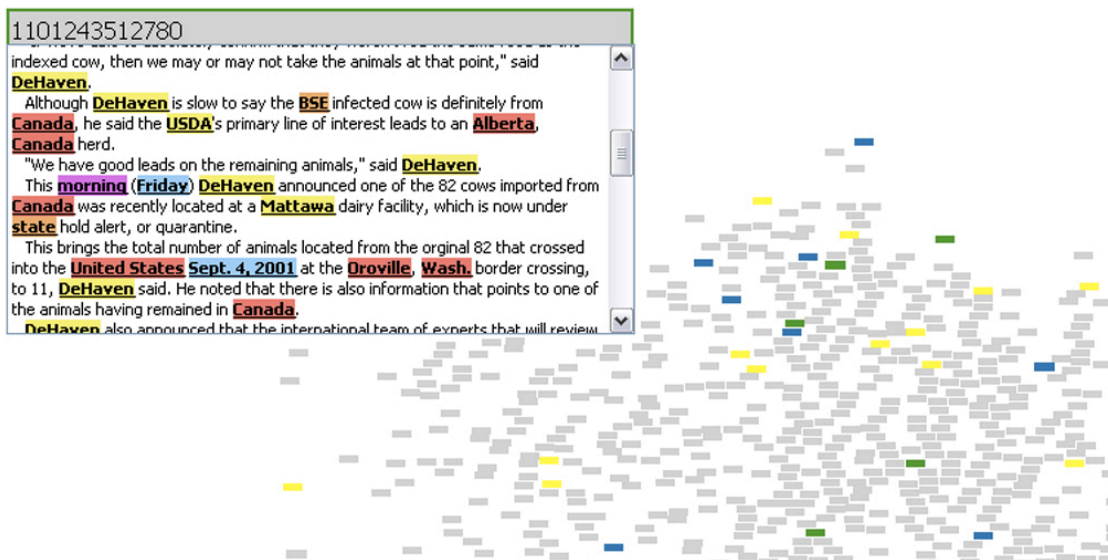 1101243512780
indexed cow, then we may or may not take the animals at that point," said
DeHaven.
Although DeHaven is slow to say the BSE infected cow is definitely from
Canada, he said the USDA's primary line of interest leads to an Alberta,
Canada herd.
"We have good leads on the remaining animals," said DeHaven.
This morning (Friday) DeHaven announced one of the 82 cows imported from
Canada was recently located at a Mattawa dairy facility, which is now under
state hold alert, or quarantine.
This brings the total number of animals located from the orginal 82 that crossed
into the United States Sept. 4, 2001 at the Oroville, Wash. border crossing,
to 11, DeHaven said. He noted that there is also information that points to one of
the animals having remained in Canada.
DeHaven also announced that the international team of experts that will review